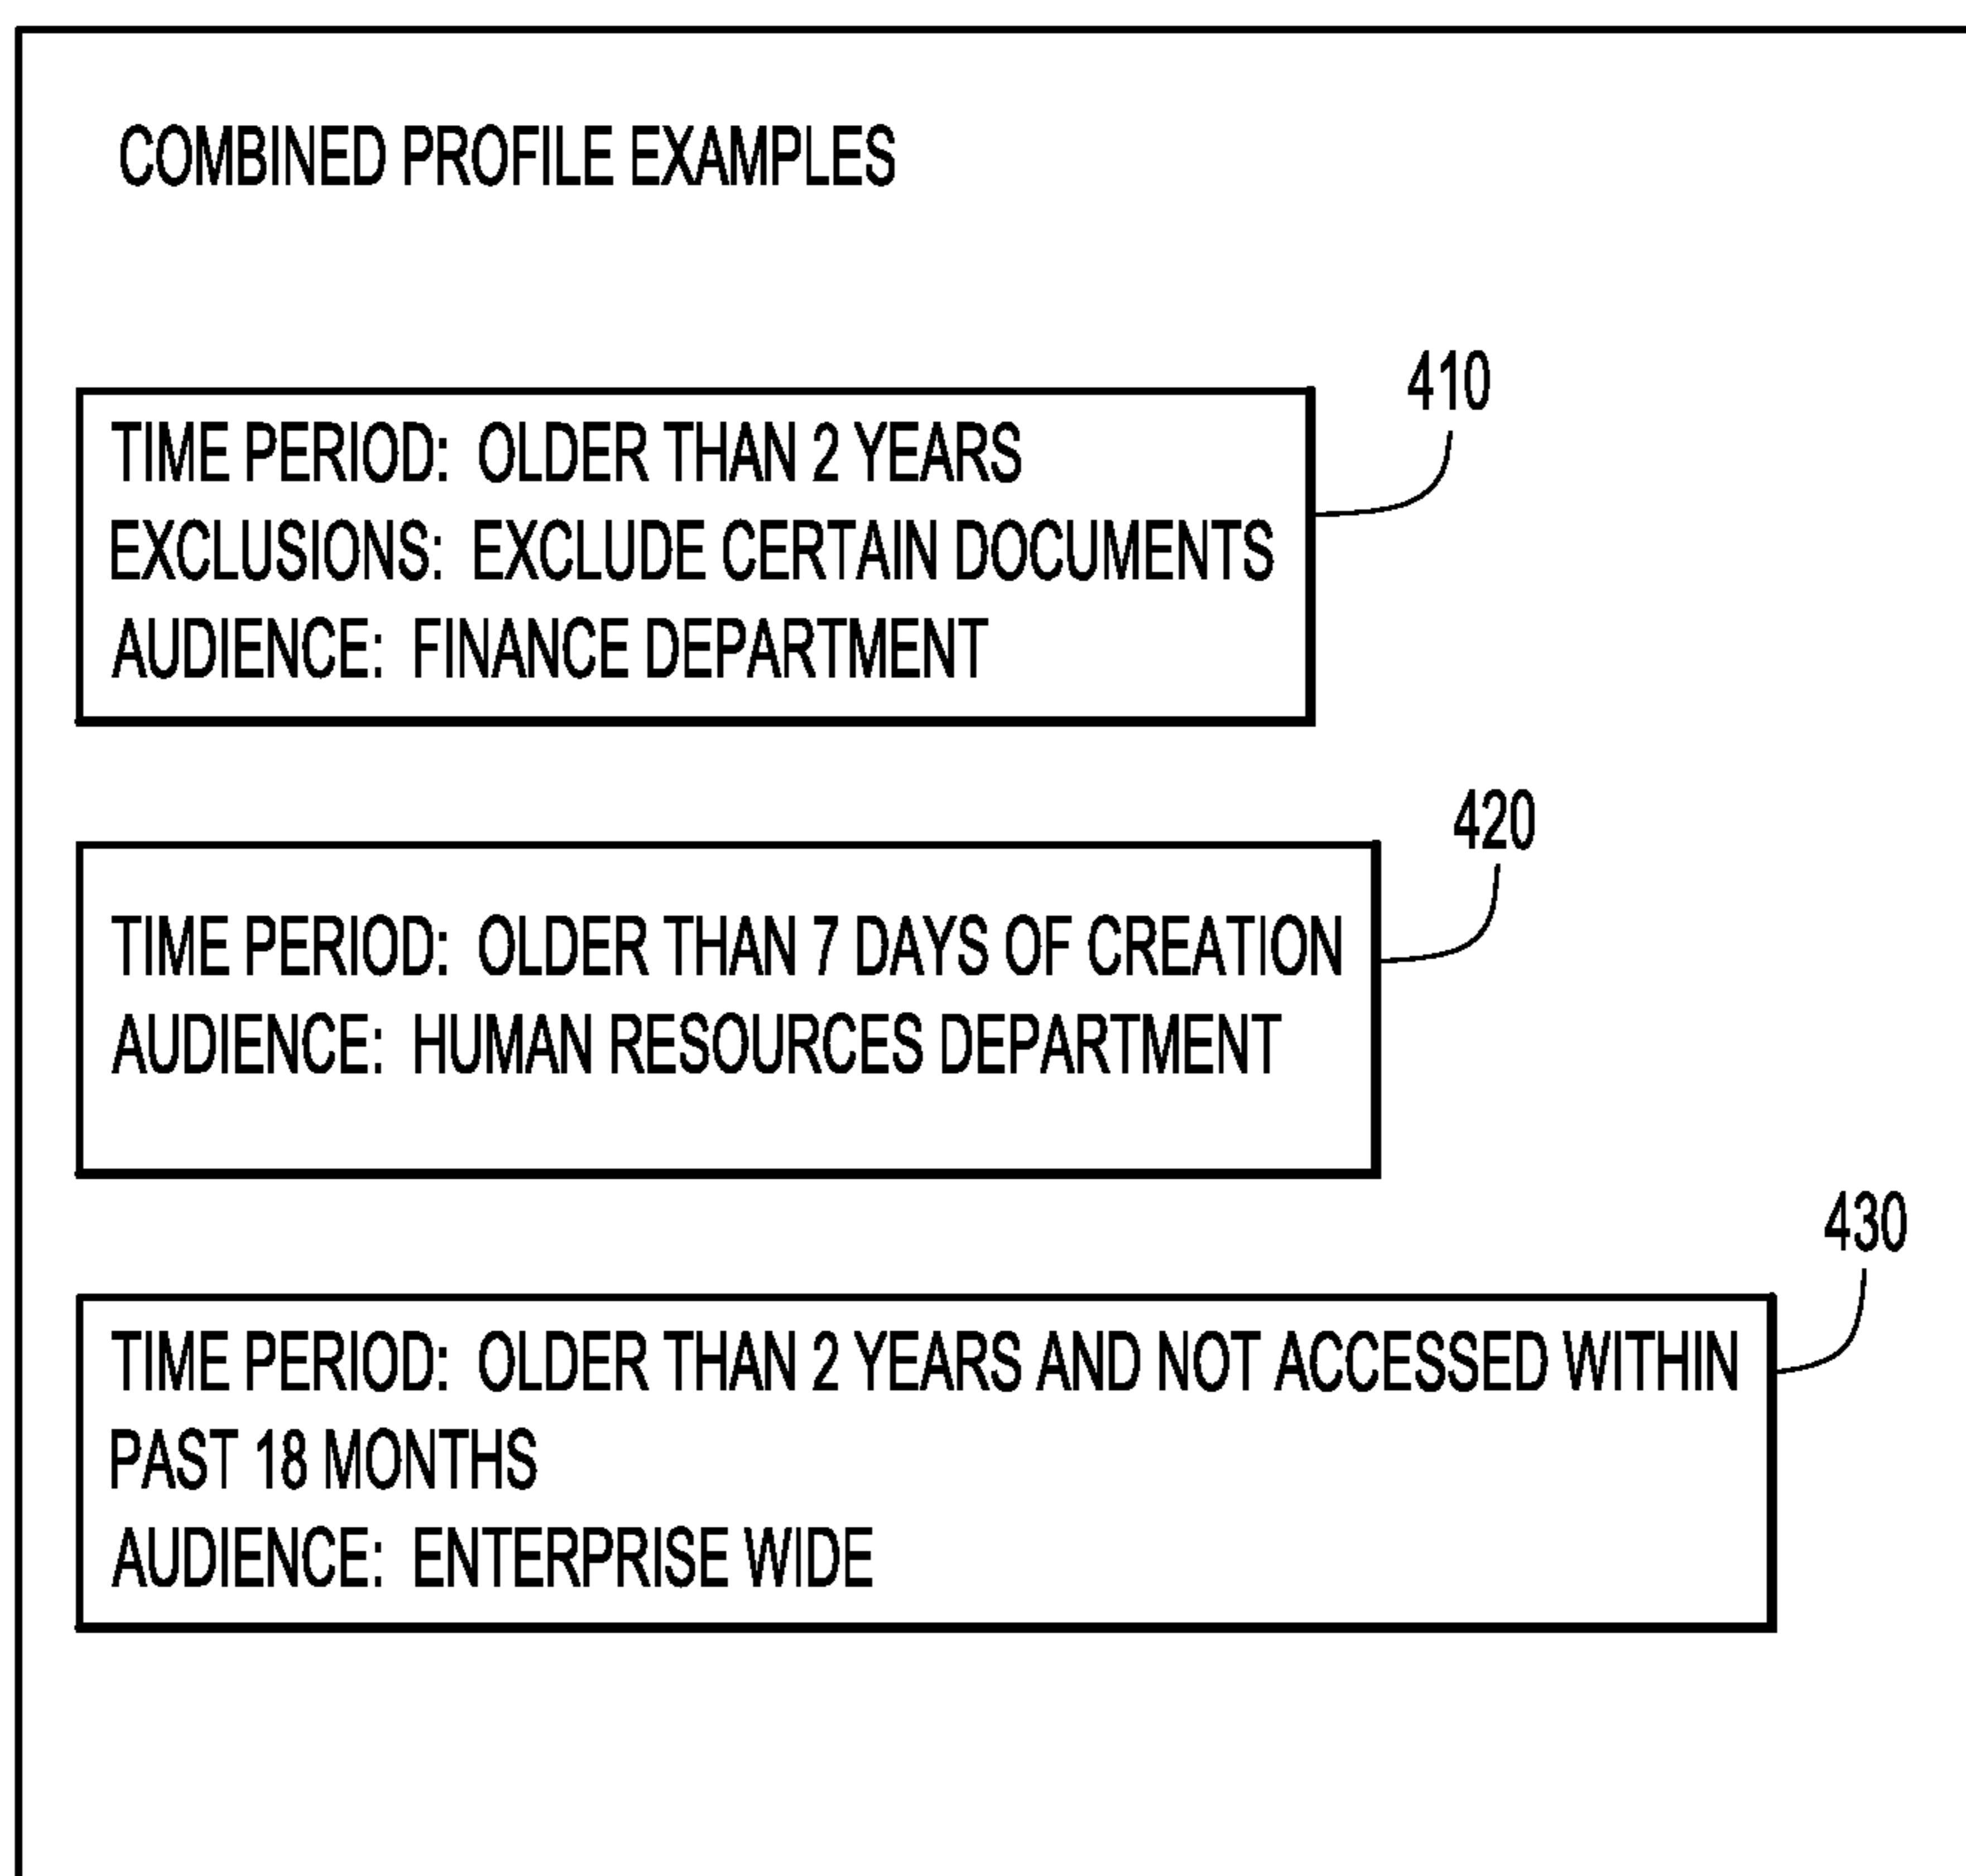 COMBINED PROFILE EXAMPLES
410
TIME PERIOD: OLDER THAN 2 YEARS
EXCLUSIONS: EXCLUDE CERTAIN DOCUMENTS
AUDIENCE: FINANCE DEPARTMENT
420
TIME PERIOD: OLDER THAN 7 DAYS OF CREATION
AUDIENCE: HUMAN RESOURCES DEPARTMENT
430
TIME PERIOD: OLDER THAN 2 YEARS AND NOT ACCESSED WITHIN
PAST 18 MONTHS
AUDIENCE: ENTERPRISE WIDE